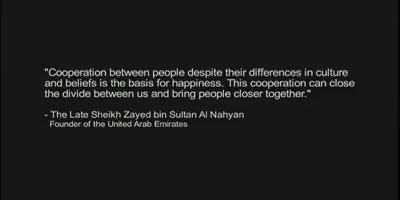 "Cooperation between people despite their differences in culture
and beliefs is the basis for happiness. This cooperation can close
the divide between us and bring people closer together."
- The Late Sheikh Zayed bin Sultan Al Nahyan
Founder of the United Arab Emirates